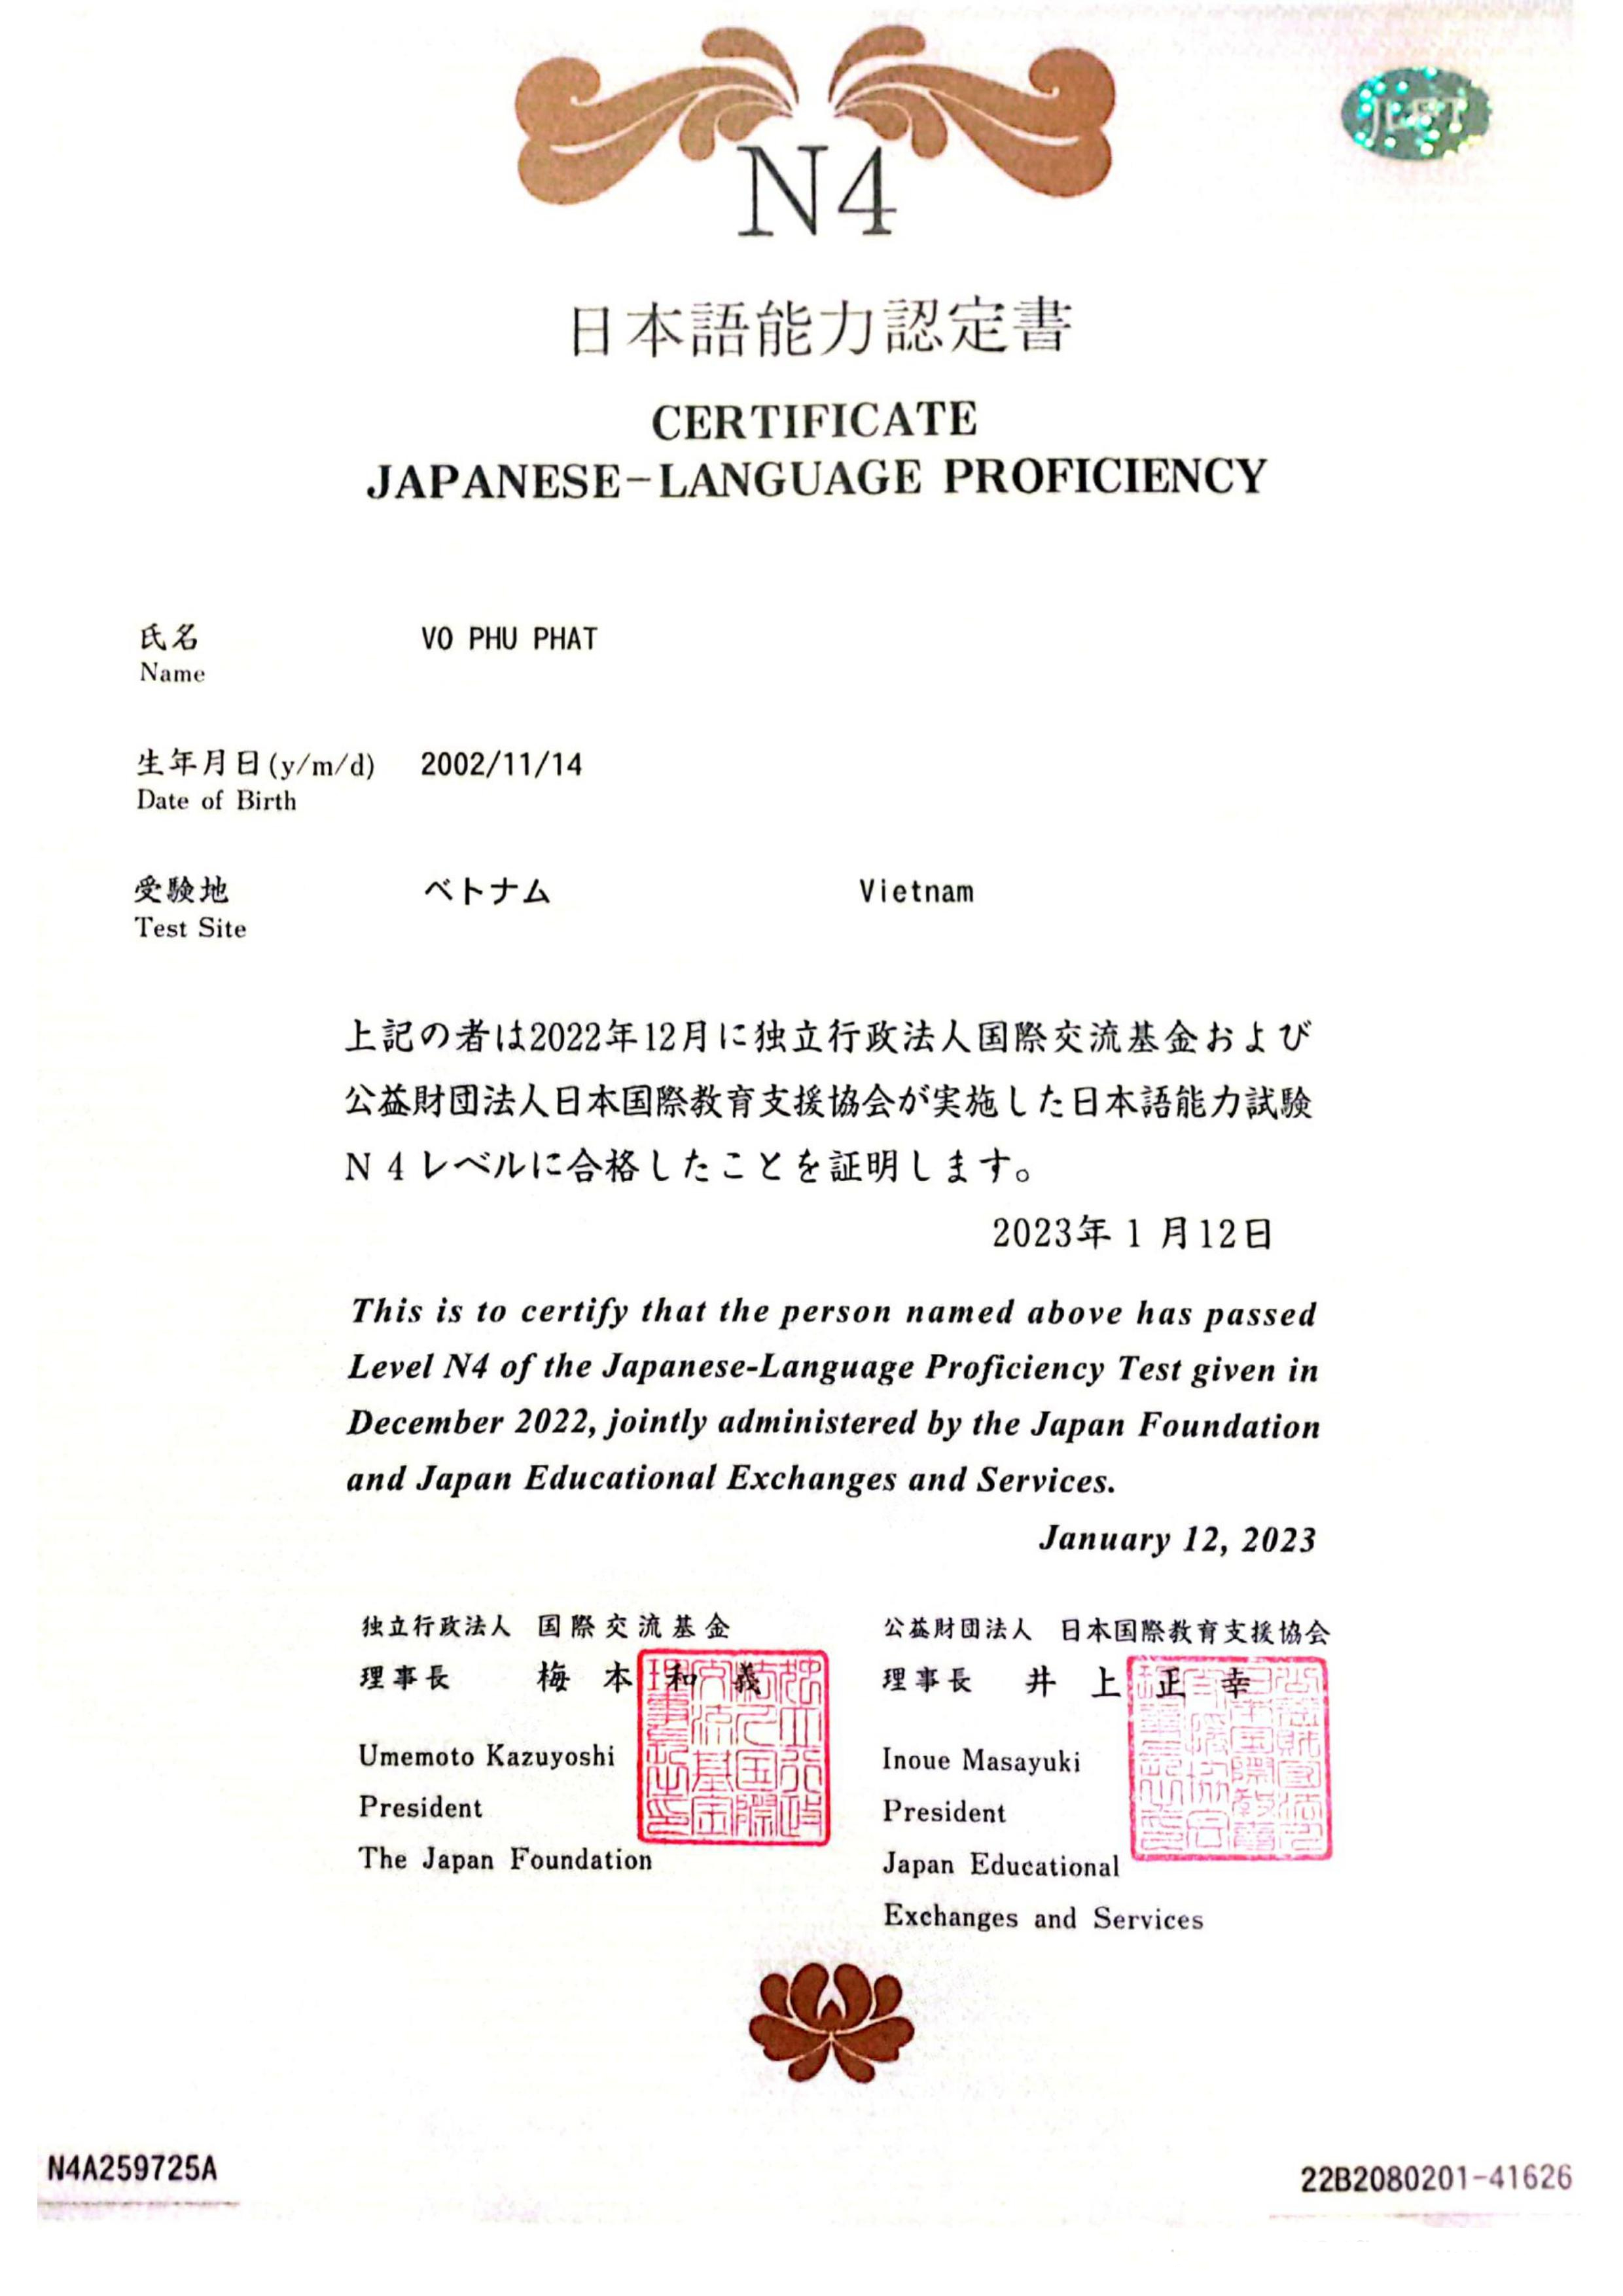 JLPT
N4
日本語能力認定書
CERTIFICATE
JAPANESE-LANGUAGE PROFICIENCY
氏名 VO PHU PHAT
Name
生年月日(y/m/d) 2002/11/14
Date of Birth
受験地 ベトナム Vietnam
Test Site
上記の者は2022年12月に独立行政法人国際交流基金および
公益財団法人日本国際教育支援協会が実施した日本語能力試験
N4レベルに合格したことを証明します。
2023年1月12日
This is to certify that the person named above has passed
Level N4 of the Japanese-Language Proficiency Test given in
December 2022, jointly administered by the Japan Foundation
and Japan Educational Exchanges and Services.
January 12, 2023
独立行政法人 国際交流基金
理事長 梅本和義
Umemoto Kazuyoshi
President
The Japan Foundation
公益財団法人 日本国際教育支援協会
理事長 井上正幸
Inoue Masayuki
President
Japan Educational
Exchanges and Services
N4A259725A
22B2080201-41626